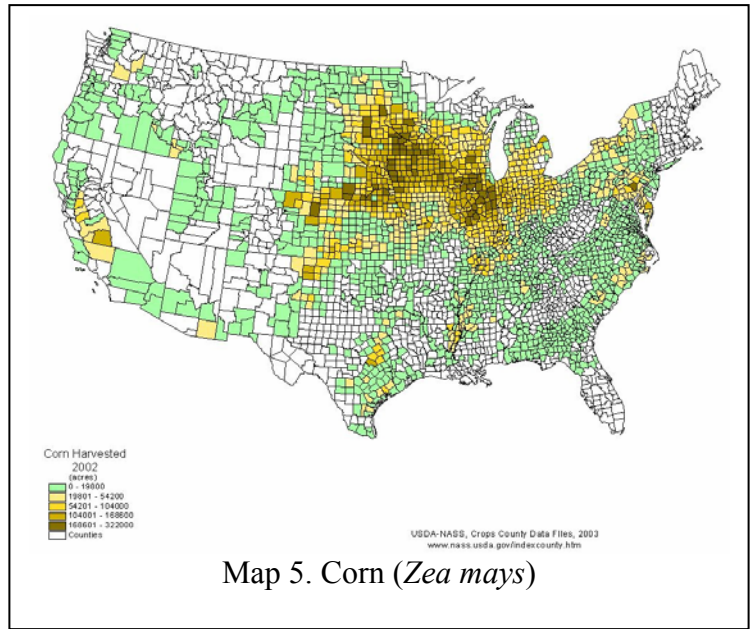 Corn Harvested
2002
(acres)
0 - 19800
19801 - 54200
54201 - 104000
104001 - 168600
168601 - 322000
Counties
USDA-NASS, Crops County Data Files, 2003
www.nass.usda.gov/indexcounty.htm
Map 5. Corn (Zea mays)